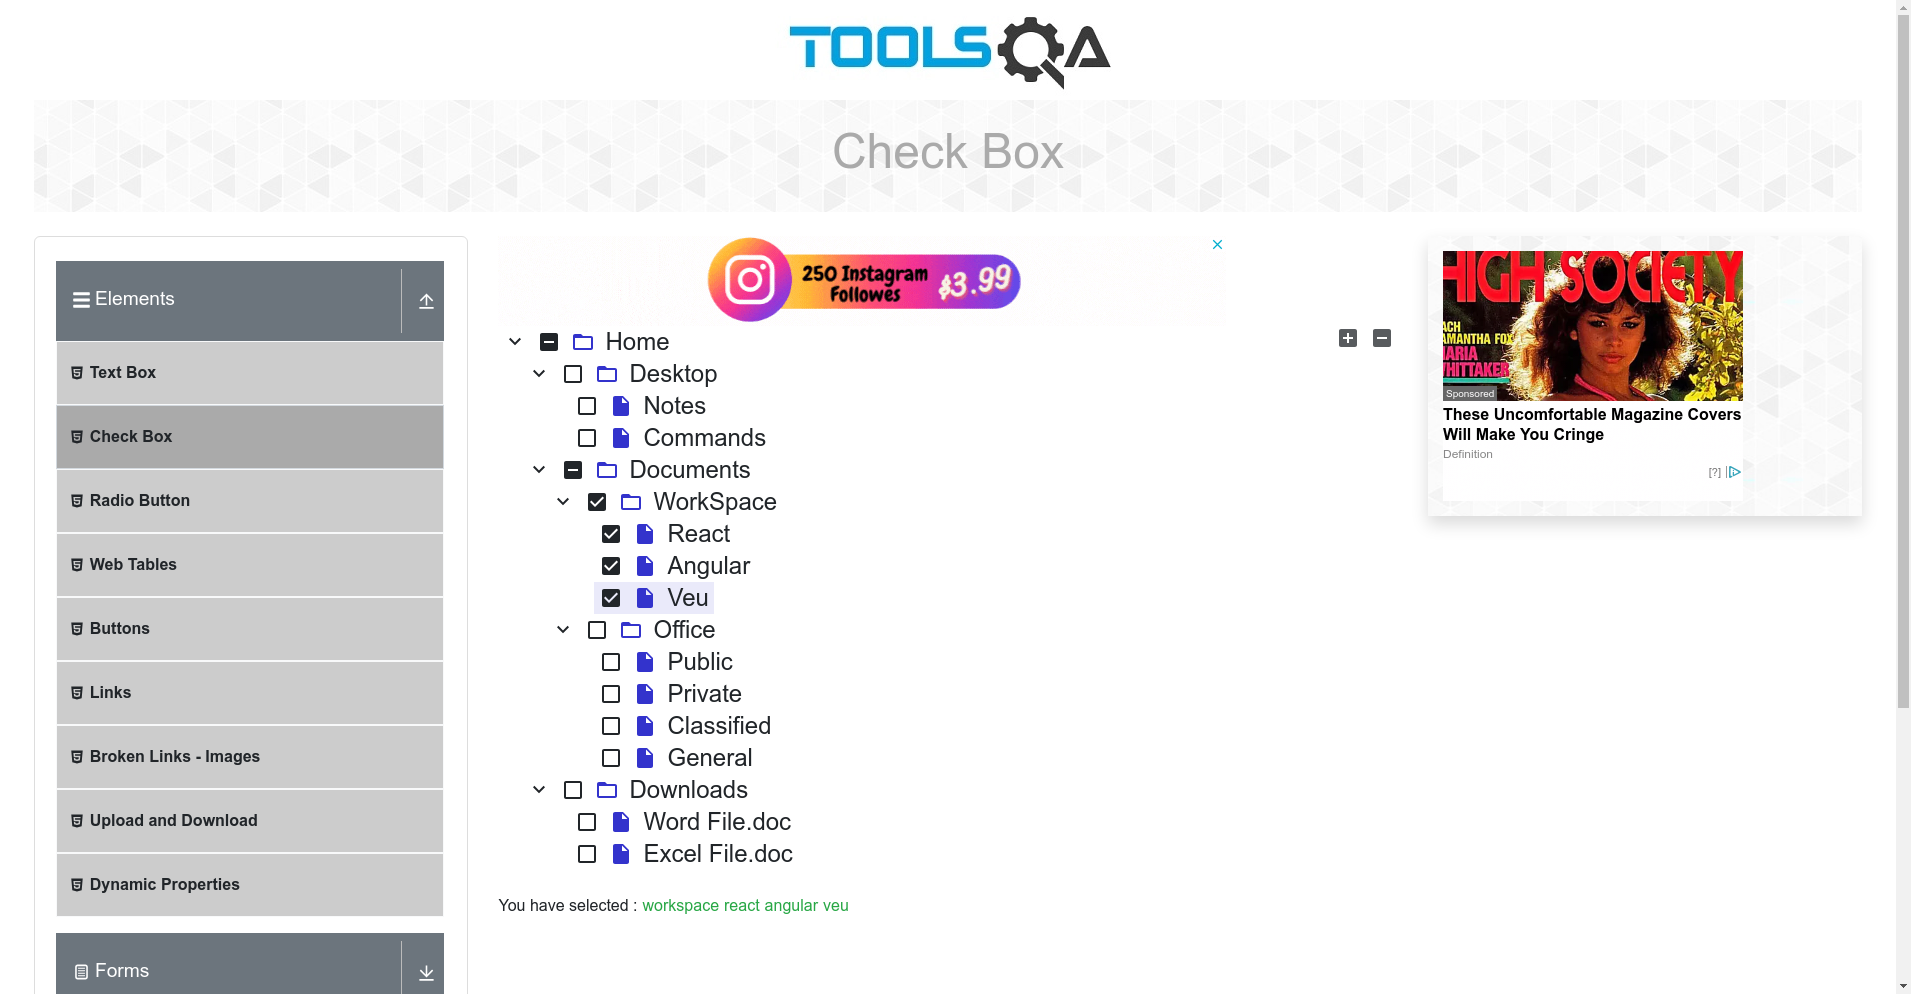 TOOLSQA
Check Box
Elements
Text Box
Check Box
Radio Button
Web Tables
Buttons
Links
Broken Links - Images
Upload and Download
Dynamic Properties
Forms
250 Instagram
Followes
$3.99
Home
Desktop
Notes
Commands
Documents
WorkSpace
React
Angular
Veu
Office
Public
Private
Classified
General
Downloads
Word File.doc
Excel File.doc
You have selected : workspace react angular veu
HIGH SOCIETY
ACH
AMANTHA FOX
MARIA
WHITTAKER
Sponsored
These Uncomfortable Magazine Covers
Will Make You Cringe
Definition
[?]